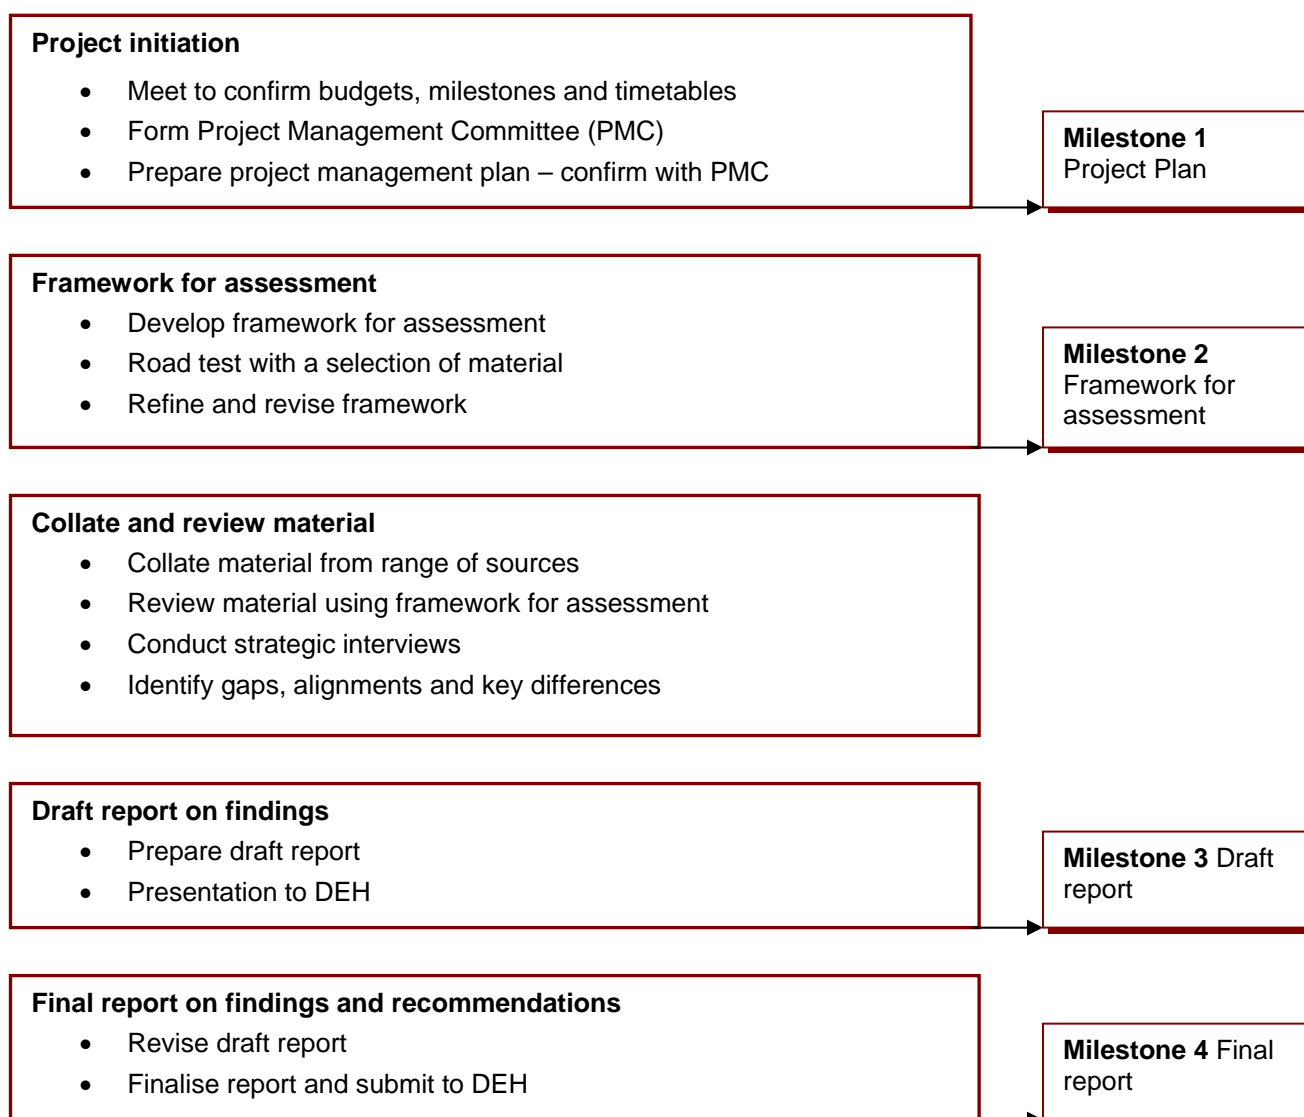 Project initiation
• Meet to confirm budgets, milestones and timetables
• Form Project Management Committee (PMC)
• Prepare project management plan – confirm with PMC
Milestone 1
Project Plan
Framework for assessment
• Develop framework for assessment
• Road test with a selection of material
• Refine and revise framework
Milestone 2
Framework for
assessment
Collate and review material
• Collate material from range of sources
• Review material using framework for assessment
• Conduct strategic interviews
• Identify gaps, alignments and key differences
Draft report on findings
• Prepare draft report
• Presentation to DEH
Milestone 3 Draft
report
Final report on findings and recommendations
• Revise draft report
• Finalise report and submit to DEH
Milestone 4 Final
report